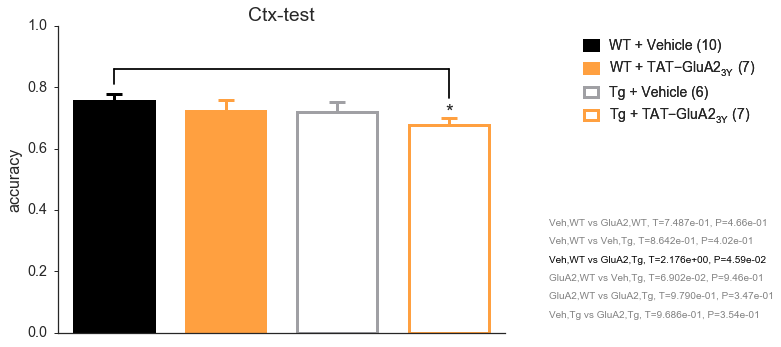 Ctx-test
1.0
0.8
0.6
0.4
0.2
0.0
accuracy
*
WT + Vehicle (10)
WT + TAT−GluA2₃Y (7)
Tg + Vehicle (6)
Tg + TAT−GluA2₃Y (7)
Veh,WT vs GluA2,WT, T=7.487e-01, P=4.66e-01
Veh,WT vs Veh,Tg, T=8.642e-01, P=4.02e-01
Veh,WT vs GluA2,Tg, T=2.176e+00, P=4.59e-02
GluA2,WT vs Veh,Tg, T=6.902e-02, P=9.46e-01
GluA2,WT vs GluA2,Tg, T=9.790e-01, P=3.47e-01
Veh,Tg vs GluA2,Tg, T=9.686e-01, P=3.54e-01